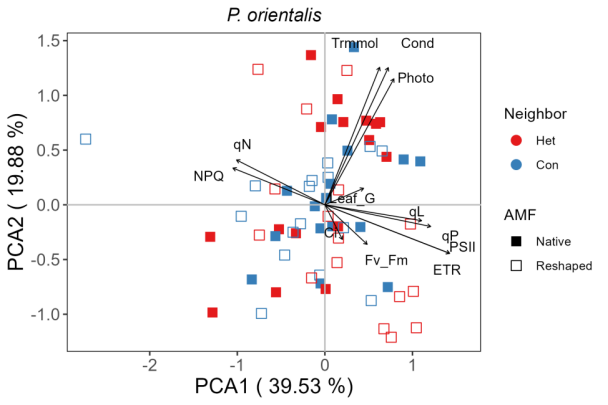 P. orientalis
Trmmol Cond
Photo
qN
NPQ
Leaf_G
qL
Ci
qP
PSII
Fv_Fm
ETR
1.5
1.0
0.5
0.0
-0.5
-1.0
PCA2 ( 19.88 %)
-2 -1 0 1
PCA1 ( 39.53 %)
Neighbor
Het
Con
AMF
Native
Reshaped